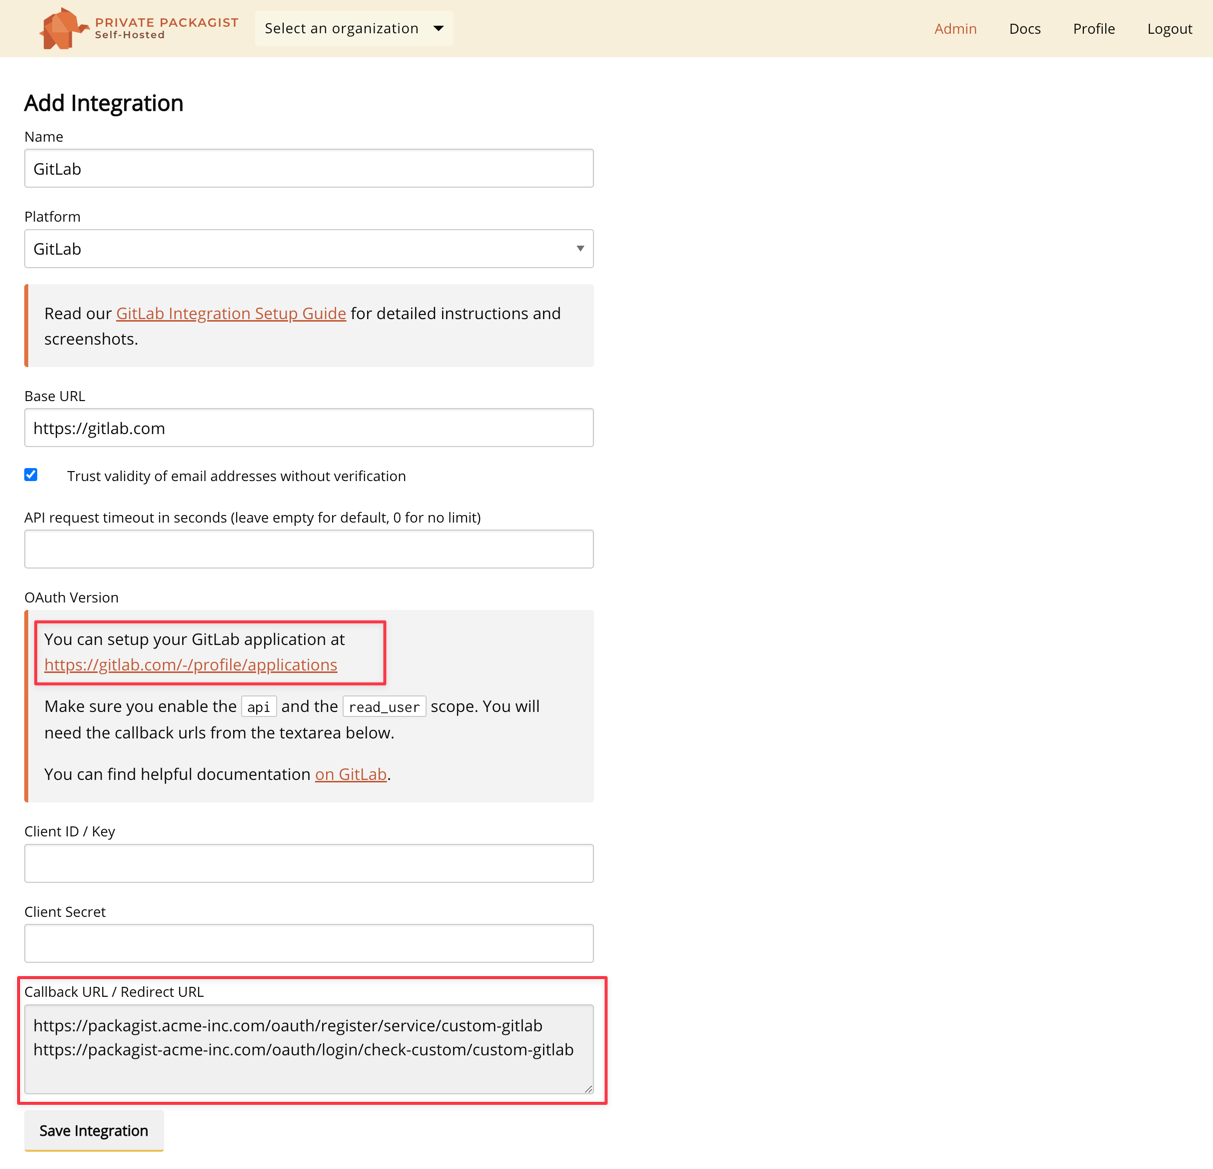 PRIVATE PACKAGIST
Self-Hosted
Select an organization
Admin
Docs
Profile
Logout
Add Integration
Name
GitLab
Platform
GitLab
Read our GitLab Integration Setup Guide for detailed instructions and
screenshots.
Base URL
https://gitlab.com
Trust validity of email addresses without verification
API request timeout in seconds (leave empty for default, 0 for no limit)
OAuth Version
You can setup your GitLab application at
https://gitlab.com/-/profile/applications
Make sure you enable the api and the read_user scope. You will
need the callback urls from the textarea below.
You can find helpful documentation on GitLab.
Client ID / Key
Client Secret
Callback URL / Redirect URL
https://packagist.acme-inc.com/oauth/register/service/custom-gitlab
https://packagist-acme-inc.com/oauth/login/check-custom/custom-gitlab
Save Integration